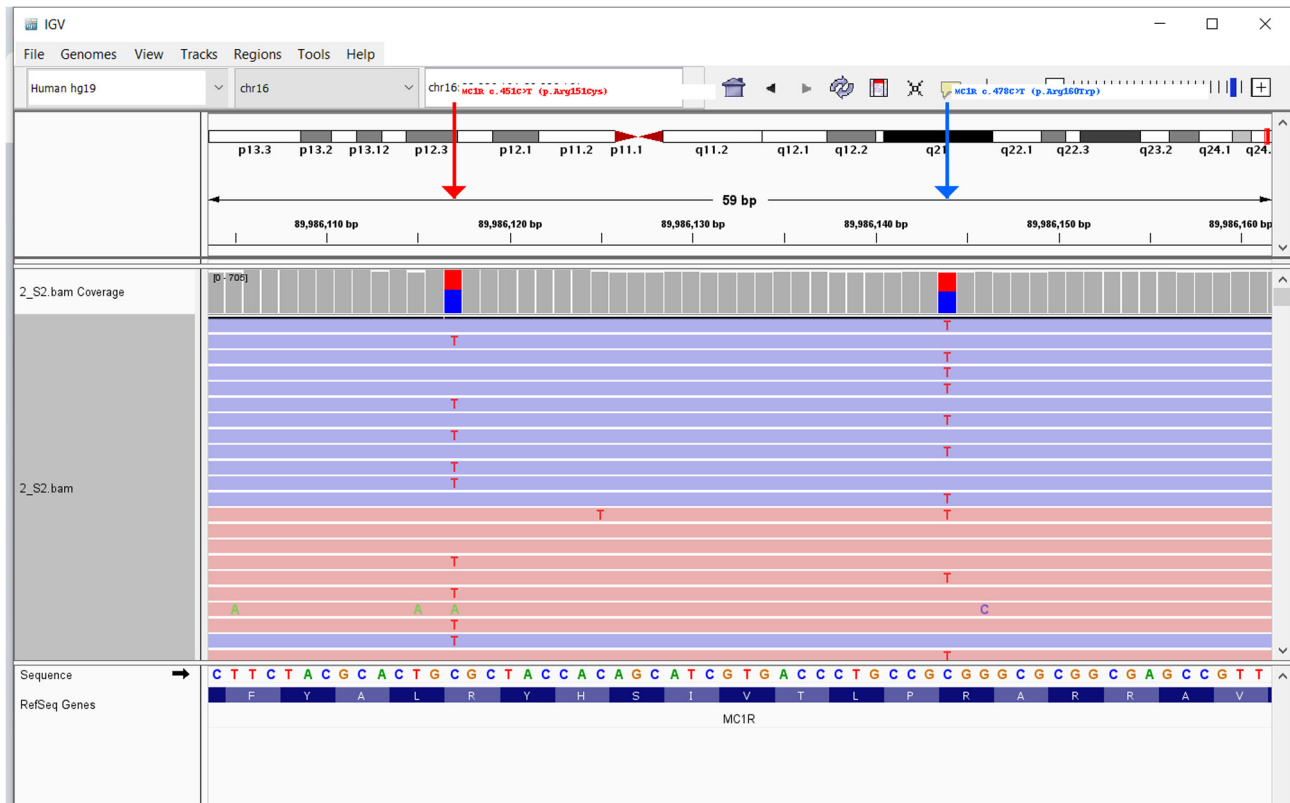 IGV
File Genomes View Tracks Regions Tools Help
Human hg19 chr16 chr16:
MC1R c.451C>T (p.Arg151Cys) MC1R c.478C>T (p.Arg160Trp)
p13.3 p13.2 p13.12 p12.3 p12.1 p11.2 p11.1 q11.2 q12.1 q12.2 q21 q22.1 q22.3 q23.2 q24.1 q24.
59 bp
89,986,110 bp 89,986,120 bp 89,986,130 bp 89,986,140 bp 89,986,150 bp 89,986,160 bp
[0 - 705]
2_S2.bam Coverage
T
T
T
T
T
T
T
T
T
T
T
2_S2.bam
T
T T
T
T
T
A A A C
T
T
T
Sequence C T T C T A C G C A C T G C G C T A C C A C A G C A T C G T G A C C C T G C C G C G G G C G C G G C G A G C C G T T
F Y A L R Y H S I V T L P R A R R A V
RefSeq Genes
MC1R